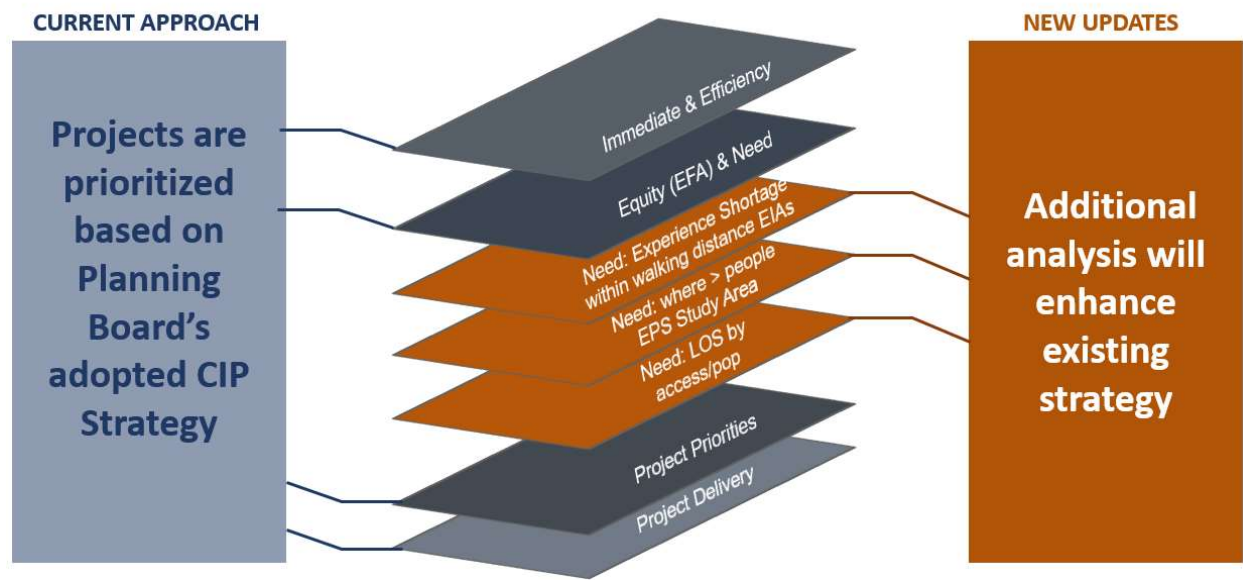 CURRENT APPROACH
Projects are
prioritized
based on
Planning
Board's
adopted CIP
Strategy
Immediate & Efficiency
Equity (EFA) & Need
Need: Experience Shortage
within walking distance EIAs
Need: where > people
EPS Study Area
Need: LOS by
access/pop
Project Priorities
Project Delivery
NEW UPDATES
Additional
analysis will
enhance
existing
strategy